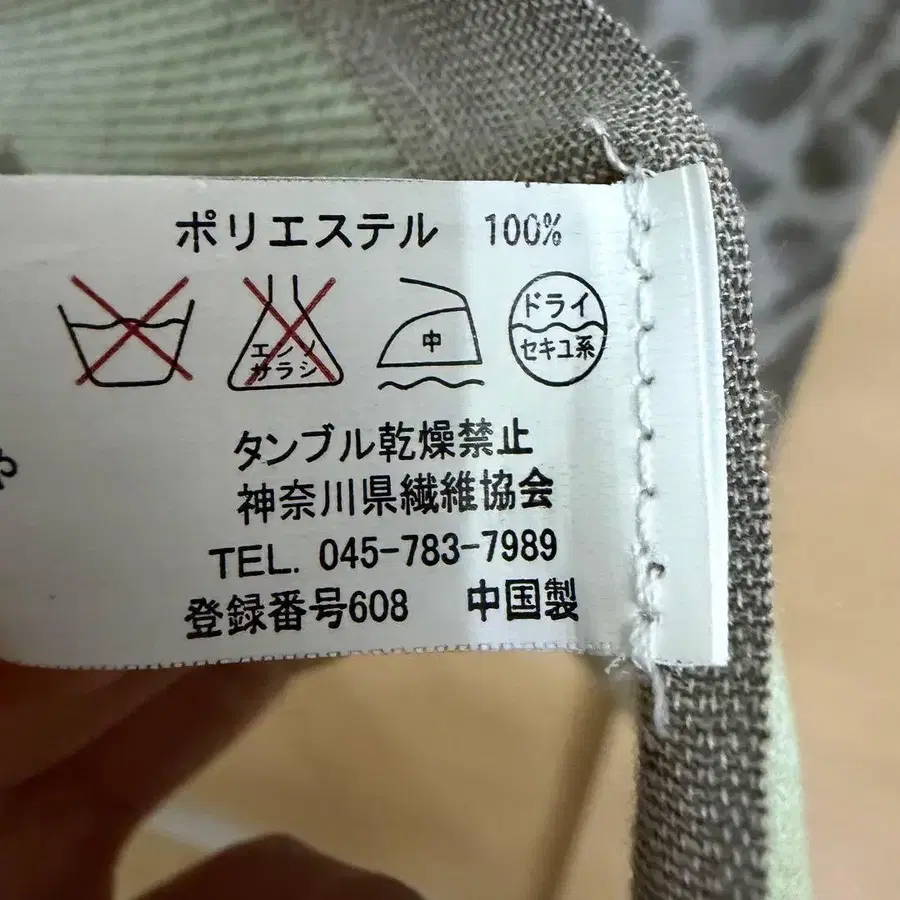 ポリエステル 100%
エンソ
サラシ
中
ドライ
セキユ系
タンブル乾燥禁止
神奈川県繊維協会
TEL. 045-783-7989
登録番号608 中国製